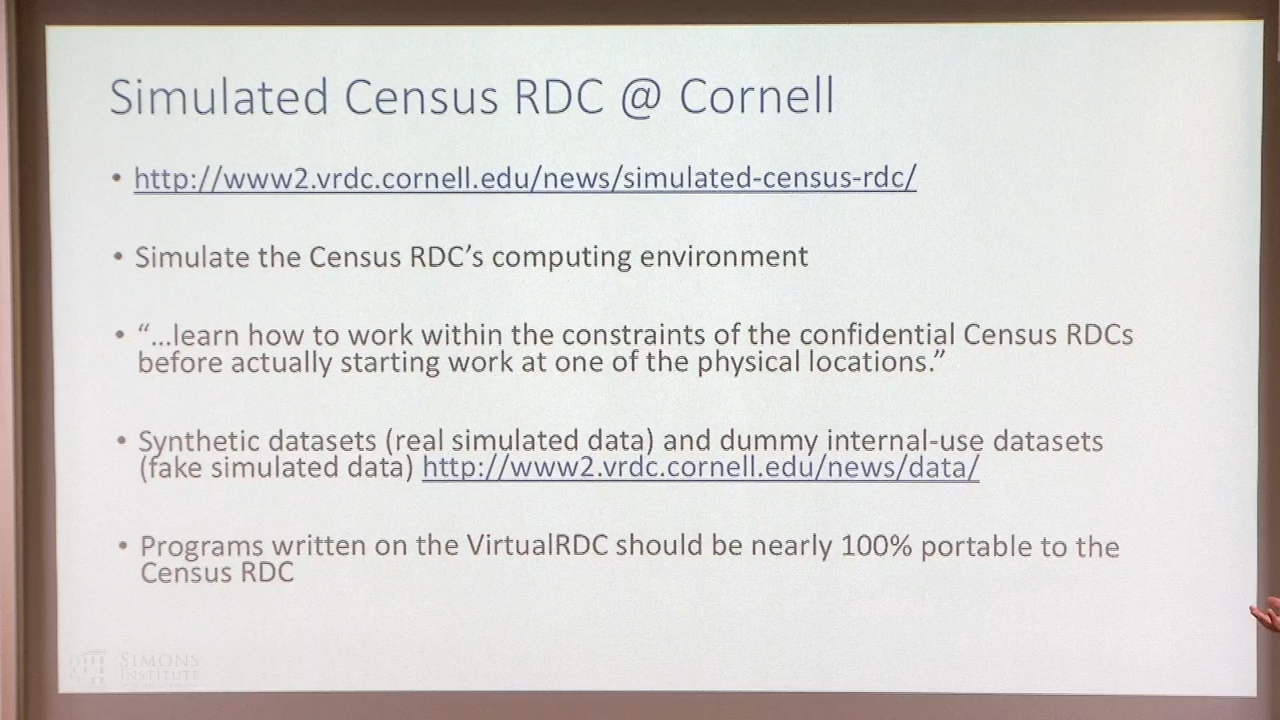 Simulated Census RDC @ Cornell
• http://www2.vrdc.cornell.edu/news/simulated-census-rdc/
• Simulate the Census RDC’s computing environment
• “...learn how to work within the constraints of the confidential Census RDCs
before actually starting work at one of the physical locations.”
• Synthetic datasets (real simulated data) and dummy internal-use datasets
(fake simulated data) http://www2.vrdc.cornell.edu/news/data/
• Programs written on the VirtualRDC should be nearly 100% portable to the
Census RDC
SIMONS
INSTITUTE